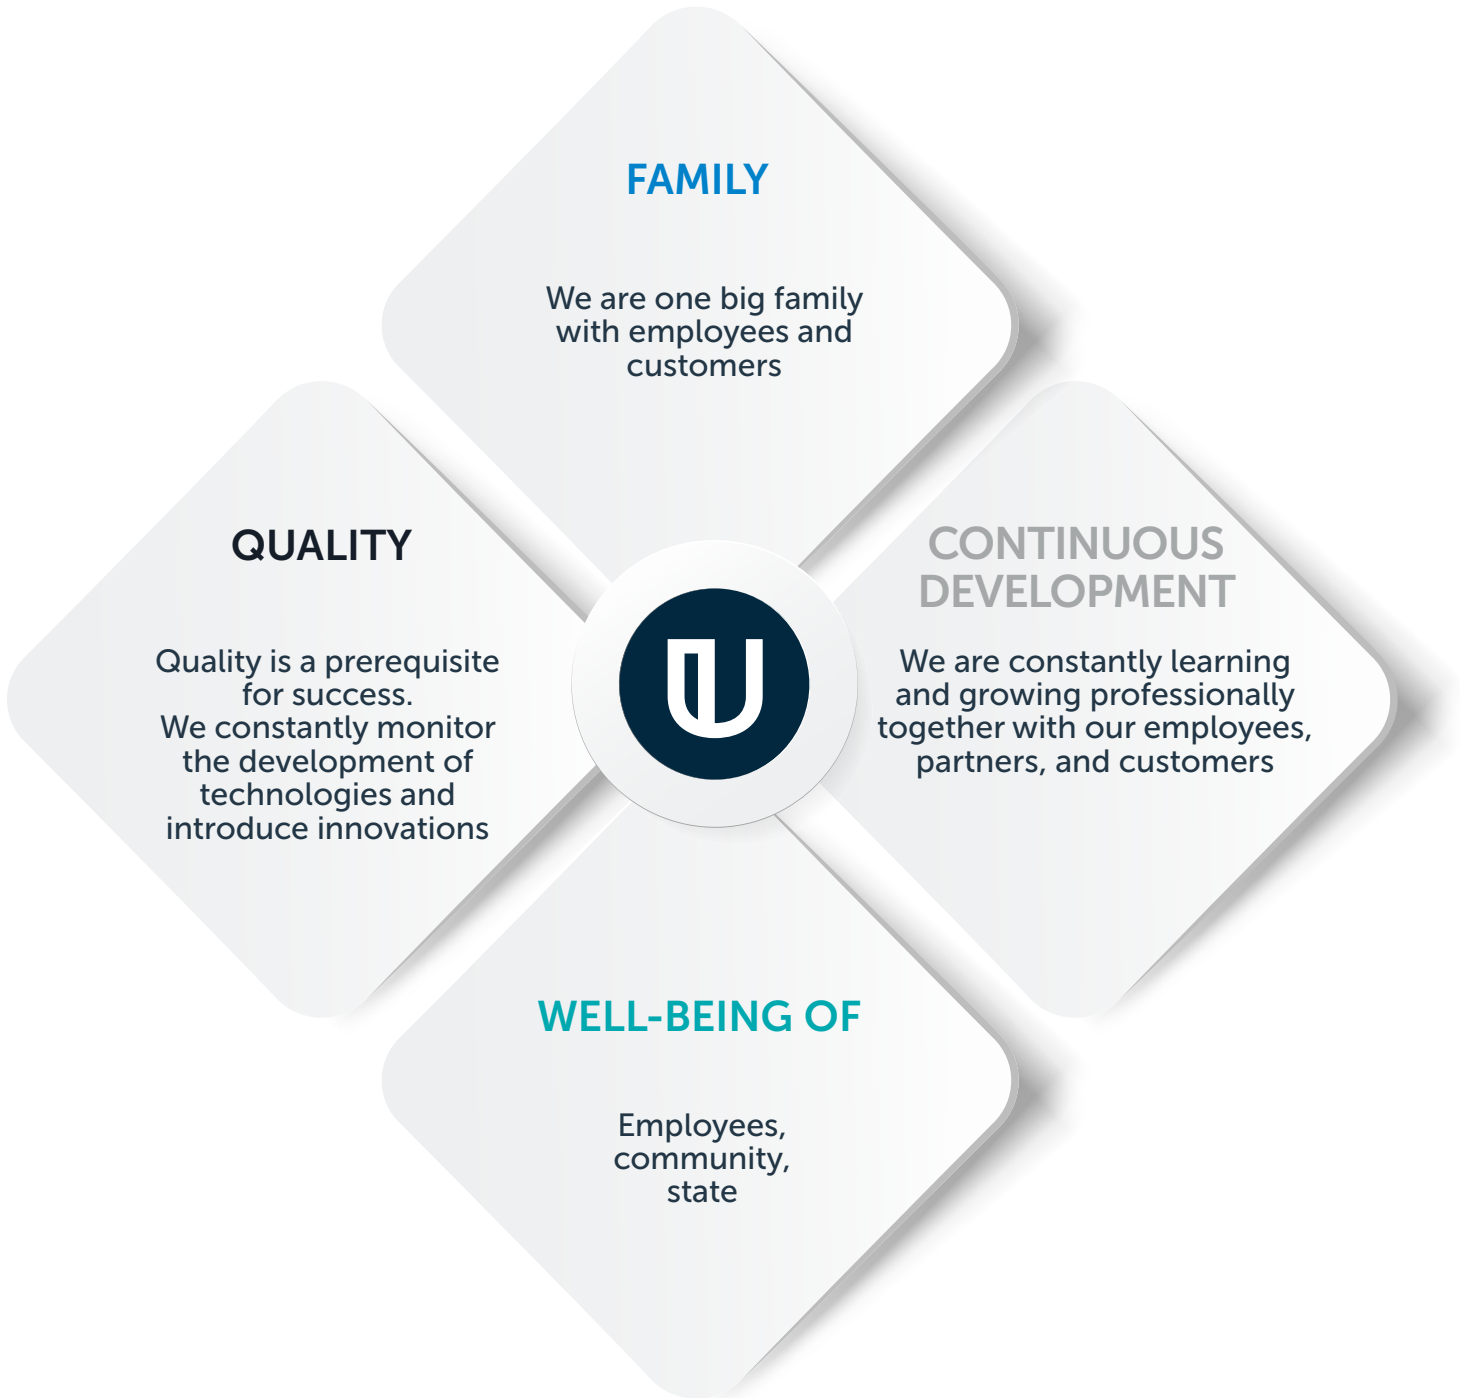 FAMILY
We are one big family
with employees and
customers
QUALITY
Quality is a prerequisite
for success.
We constantly monitor
the development of
technologies and
introduce innovations
CONTINUOUS
DEVELOPMENT
We are constantly learning
and growing professionally
together with our employees,
partners, and customers
WELL-BEING OF
Employees,
community,
state